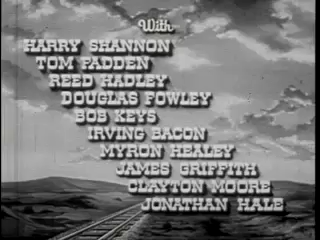 With
HARRY SHANNON
TOM PADDEN
REED HADLEY
DOUGLAS FOWLEY
BOB KEYS
IRVING BACON
MYRON HEALEY
JAMES GRIFFITH
CLAYTON MOORE
JONATHAN HALE